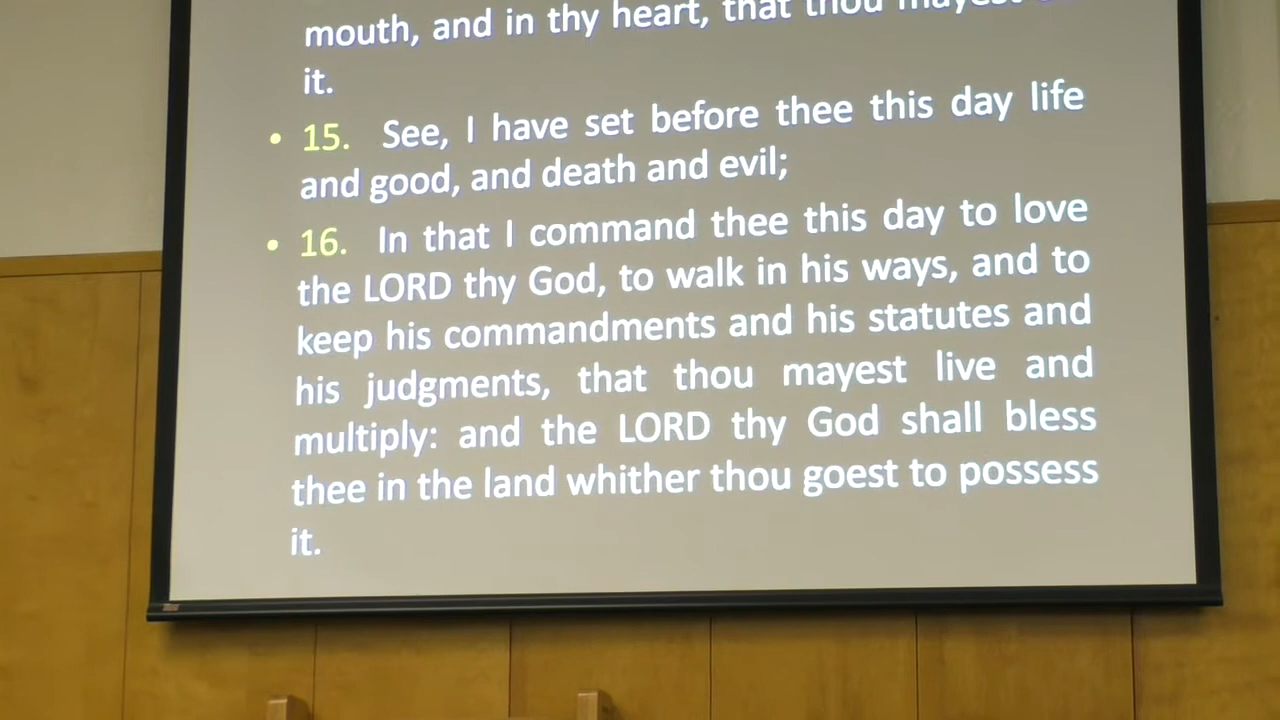 mouth, and in thy heart, that thou mayest
it.
• 15. See, I have set before thee this day life
and good, and death and evil;
• 16. In that I command thee this day to love
the LORD thy God, to walk in his ways, and to
keep his commandments and his statutes and
his judgments, that thou mayest live and
multiply: and the LORD thy God shall bless
thee in the land whither thou goest to possess
it.